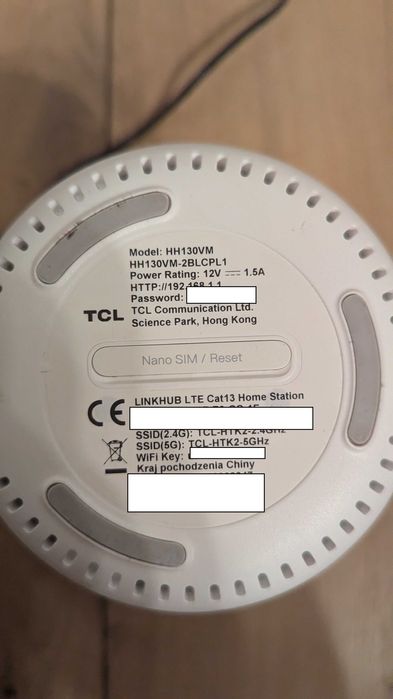 Model: HH130VM
HH130VM-2BLCPL1
Power Rating: 12V ⎓ 1.5A
HTTP://192.168.1.1
Password:
TCL
TCL Communication Ltd.
Science Park, Hong Kong
Nano SIM / Reset
LINKHUB LTE Cat13 Home Station
CE
SSID(2.4G): TCL-HTK2-2.4GHz
SSID(5G): TCL-HTK2-5GHz
WiFi Key:
Kraj pochodzenia Chiny